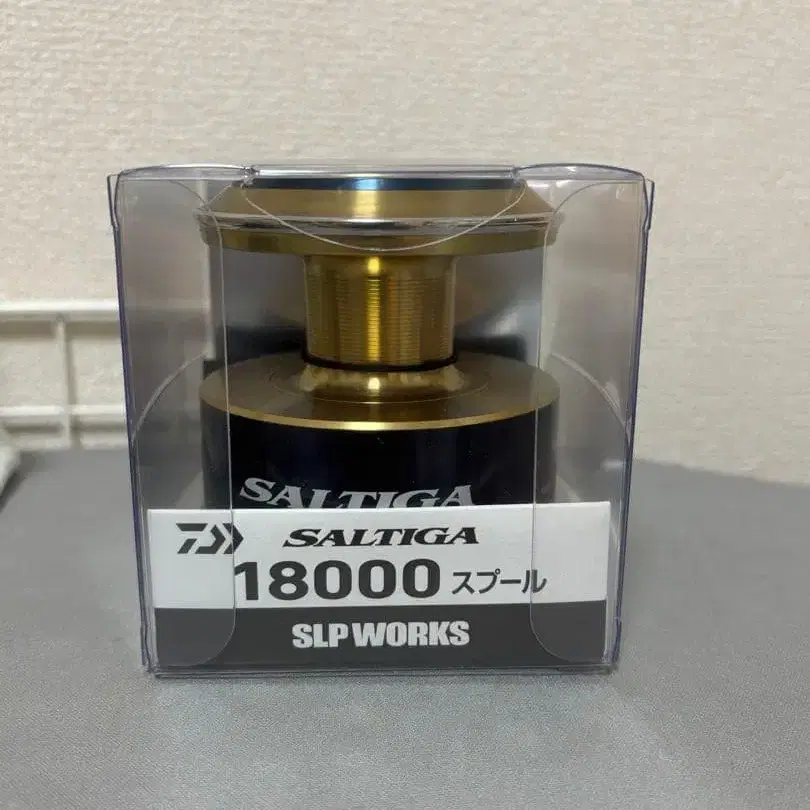 SALTIGA
SALTIGA
18000 スプール
SLP WORKS